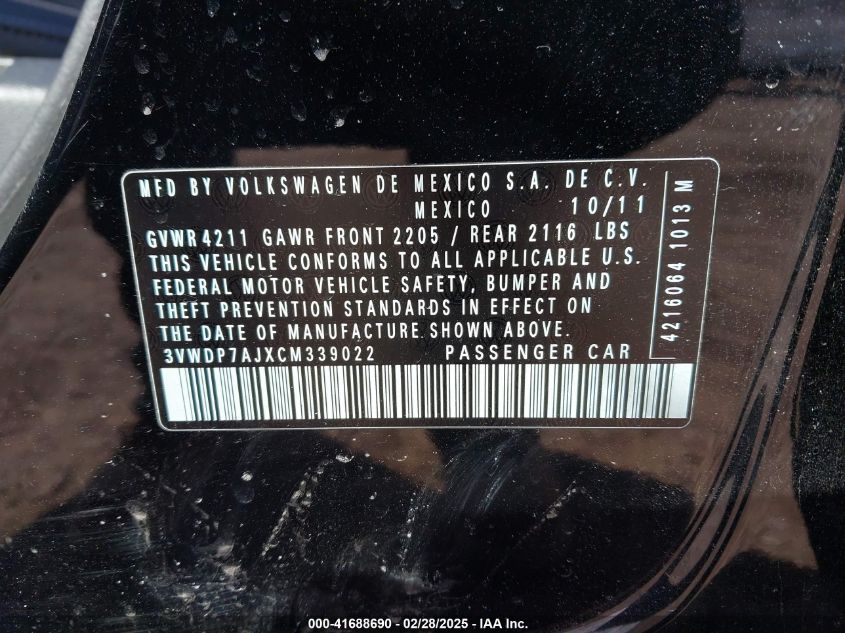 MFD BY VOLKSWAGEN DE MEXICO S.A. DE C.V.
MEXICO 10/11
GVWR 4211 GAWR FRONT 2205 / REAR 2116 LBS
THIS VEHICLE CONFORMS TO ALL APPLICABLE U.S.
FEDERAL MOTOR VEHICLE SAFETY, BUMPER AND
THEFT PREVENTION STANDARDS IN EFFECT ON
THE DATE OF MANUFACTURE SHOWN ABOVE.
3VWDP7AJXCM339022 PASSENGER CAR
4216064 1013 M
000-41688690 - 02/28/2025 - IAA Inc.